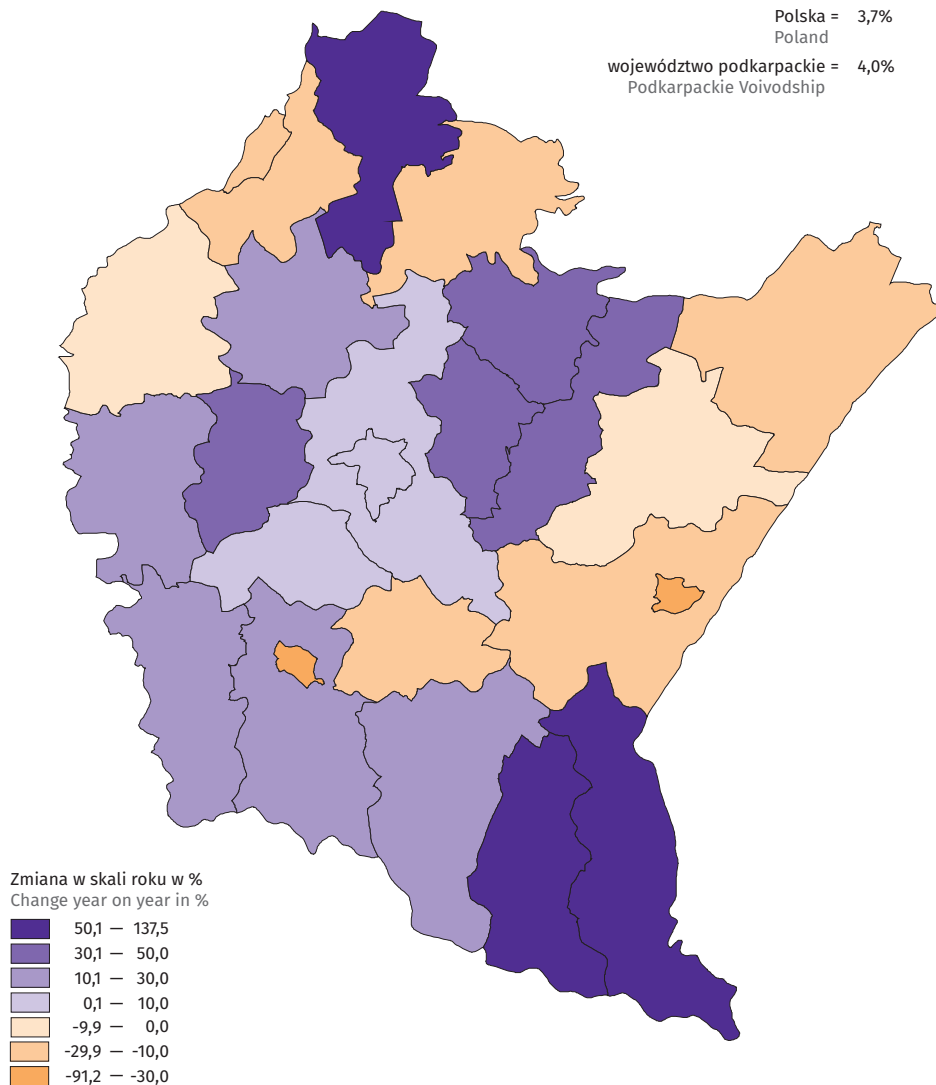 Polska = 3,7%
Poland
województwo podkarpackie = 4,0%
Podkarpackie Voivodship
Zmiana w skali roku w %
Change year on year in %
50,1 — 137,5
30,1 — 50,0
10,1 — 30,0
0,1 — 10,0
-9,9 — 0,0
-29,9 — -10,0
-91,2 — -30,0